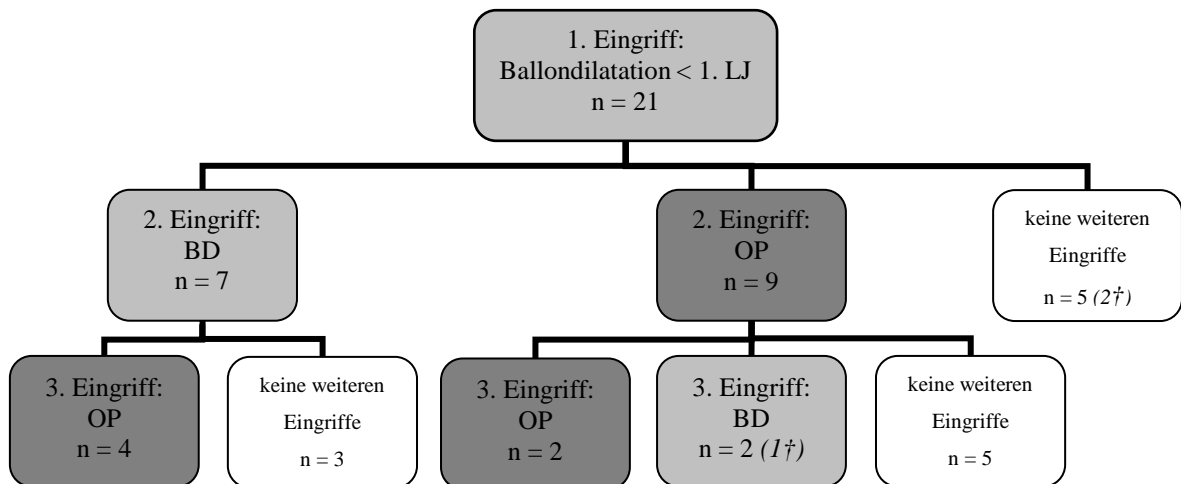 1. Eingriff:
Ballondilatation < 1. LJ
n = 21
2. Eingriff:
BD
n = 7
2. Eingriff:
OP
n = 9
keine weiteren
Eingriffe
n = 5 (2†)
3. Eingriff:
OP
n = 4
keine weiteren
Eingriffe
n = 3
3. Eingriff:
OP
n = 2
3. Eingriff:
BD
n = 2 (1†)
keine weiteren
Eingriffe
n = 5